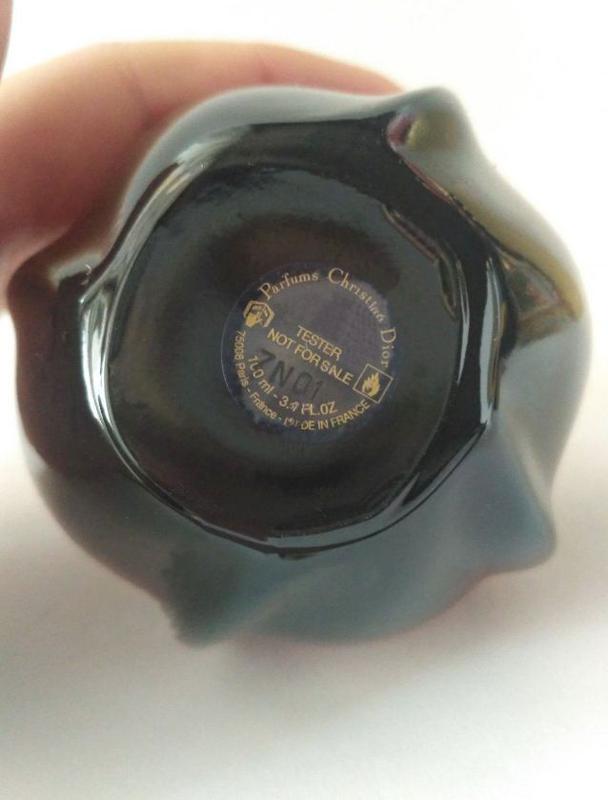 Parfums Christian Dior
TESTER
NOT FOR SALE
7N01
100 ml - 3.4 FL.OZ
75008 Paris - France - MADE IN FRANCE